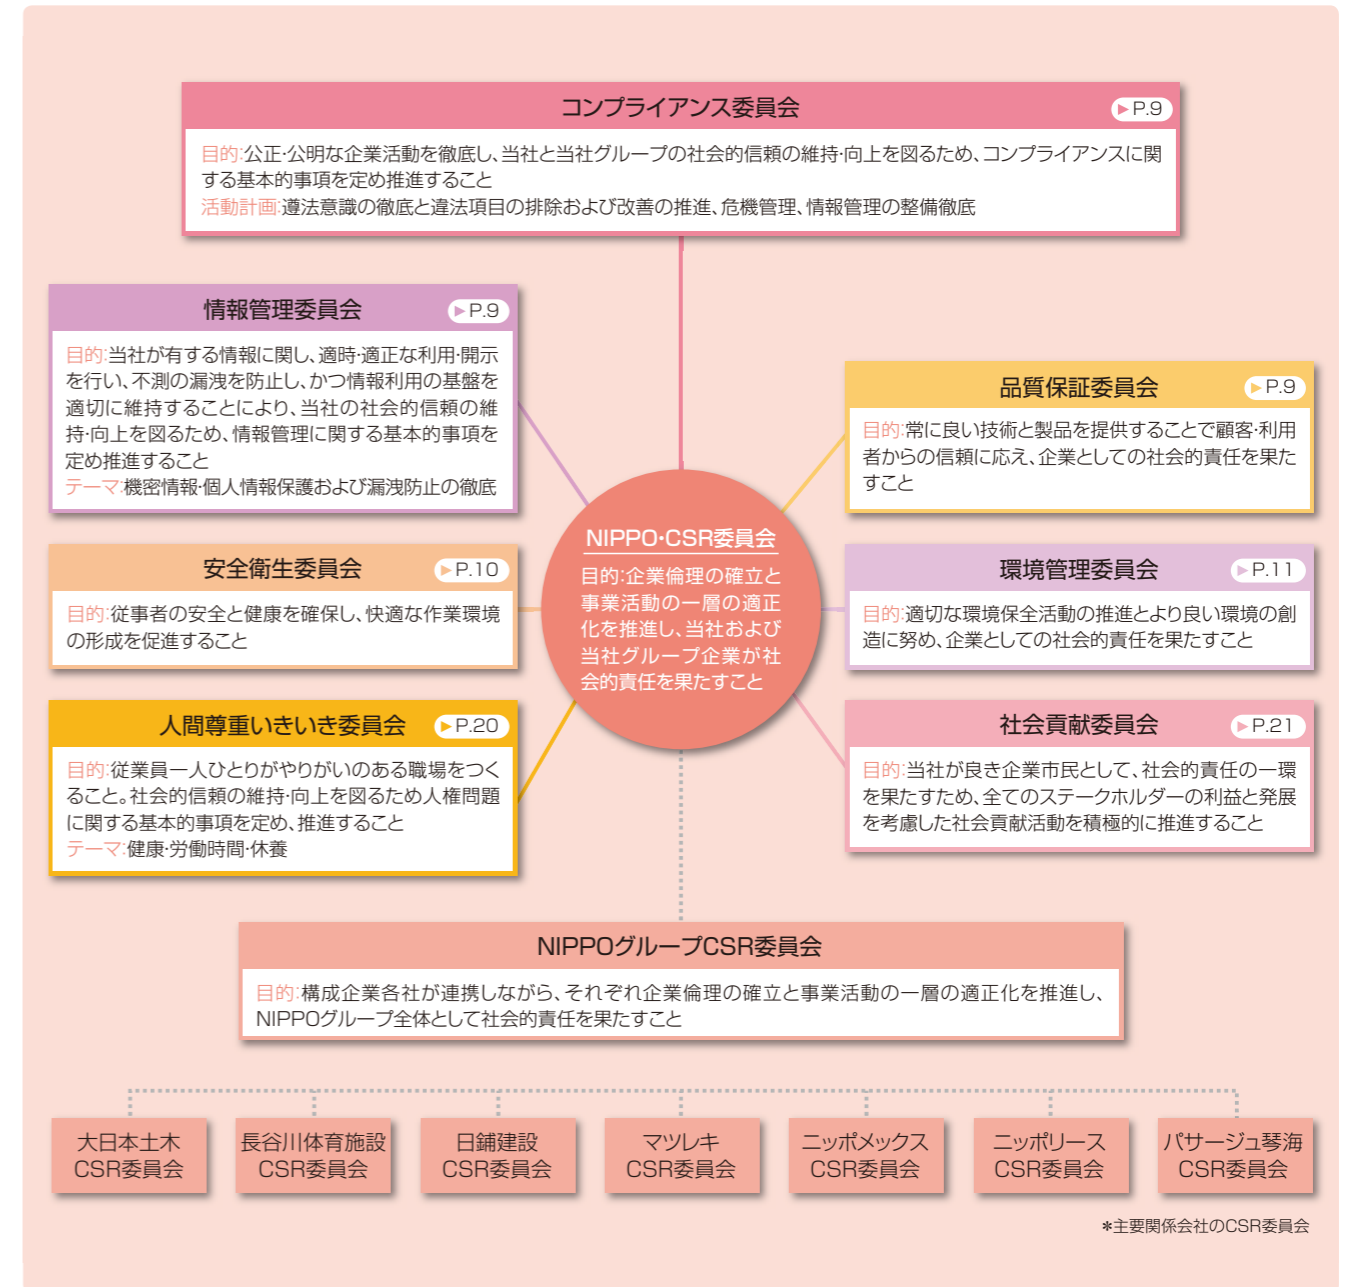 コンプライアンス委員会
▶P.9
目的:公正・公明な企業活動を徹底し、当社と当社グループの社会的信頼の維持・向上を図るため、コンプライアンスに関
する基本的事項を定め推進すること
活動計画:遵法意識の徹底と違法項目の排除および改善の推進、危機管理、情報管理の整備徹底
情報管理委員会
▶P.9
目的:当社が有する情報に関し、適時・適正な利用・開示
を行い、不測の漏洩を防止し、かつ情報利用の基盤を
適切に維持することにより、当社の社会的信頼の維
持・向上を図るため、情報管理に関する基本的事項を
定め推進すること
テーマ:機密情報・個人情報保護および漏洩防止の徹底
品質保証委員会
▶P.9
目的:常に良い技術と製品を提供することで顧客・利用
者からの信頼に応え、企業としての社会的責任を果た
すこと
NIPPO・CSR委員会
目的:企業倫理の確立と
事業活動の一層の適正
化を推進し、当社および
当社グループ企業が社
会的責任を果たすこと
安全衛生委員会
▶P.10
目的:従事者の安全と健康を確保し、快適な作業環境
の形成を促進すること
環境管理委員会
▶P.11
目的:適切な環境保全活動の推進とより良い環境の創
造に努め、企業としての社会的責任を果たすこと
人間尊重いきいき委員会
▶P.20
目的:従業員一人ひとりがやりがいのある職場をつく
ること。社会的信頼の維持・向上を図るため人権問題
に関する基本的事項を定め、推進すること
テーマ:健康・労働時間・休養
社会貢献委員会
▶P.21
目的:当社が良き企業市民として、社会的責任の一環
を果たすため、全てのステークホルダーの利益と発展
を考慮した社会貢献活動を積極的に推進すること
NIPPOグループCSR委員会
目的:構成企業各社が連携しながら、それぞれ企業倫理の確立と事業活動の一層の適正化を推進し、
NIPPOグループ全体として社会的責任を果たすこと
大日本土木
CSR委員会
長谷川体育施設
CSR委員会
日鋪建設
CSR委員会
マツレキ
CSR委員会
ニッポメックス
CSR委員会
ニッポリース
CSR委員会
パサージュ琴海
CSR委員会
*主要関係会社のCSR委員会